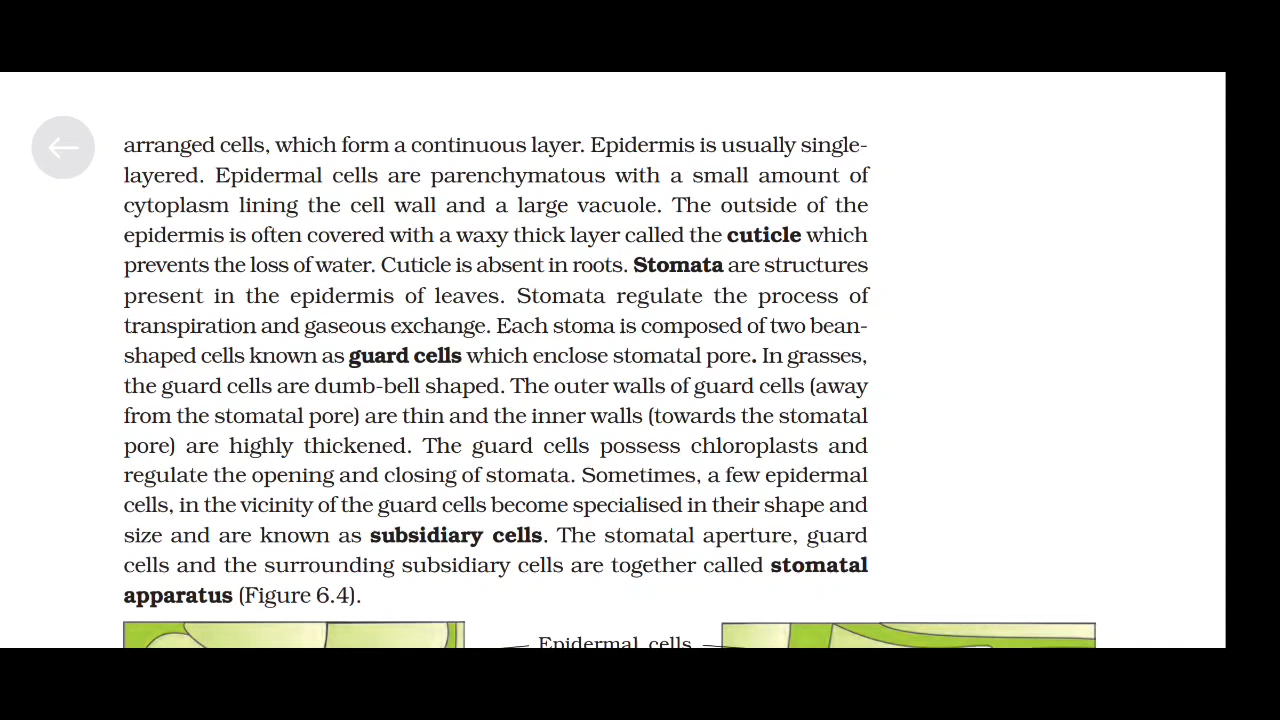 arranged cells, which form a continuous layer. Epidermis is usually single-
layered. Epidermal cells are parenchymatous with a small amount of
cytoplasm lining the cell wall and a large vacuole. The outside of the
epidermis is often covered with a waxy thick layer called the cuticle which
prevents the loss of water. Cuticle is absent in roots. Stomata are structures
present in the epidermis of leaves. Stomata regulate the process of
transpiration and gaseous exchange. Each stoma is composed of two bean-
shaped cells known as guard cells which enclose stomatal pore. In grasses,
the guard cells are dumb-bell shaped. The outer walls of guard cells (away
from the stomatal pore) are thin and the inner walls (towards the stomatal
pore) are highly thickened. The guard cells possess chloroplasts and
regulate the opening and closing of stomata. Sometimes, a few epidermal
cells, in the vicinity of the guard cells become specialised in their shape and
size and are known as subsidiary cells. The stomatal aperture, guard
cells and the surrounding subsidiary cells are together called stomatal
apparatus (Figure 6.4).
Epidermal cells